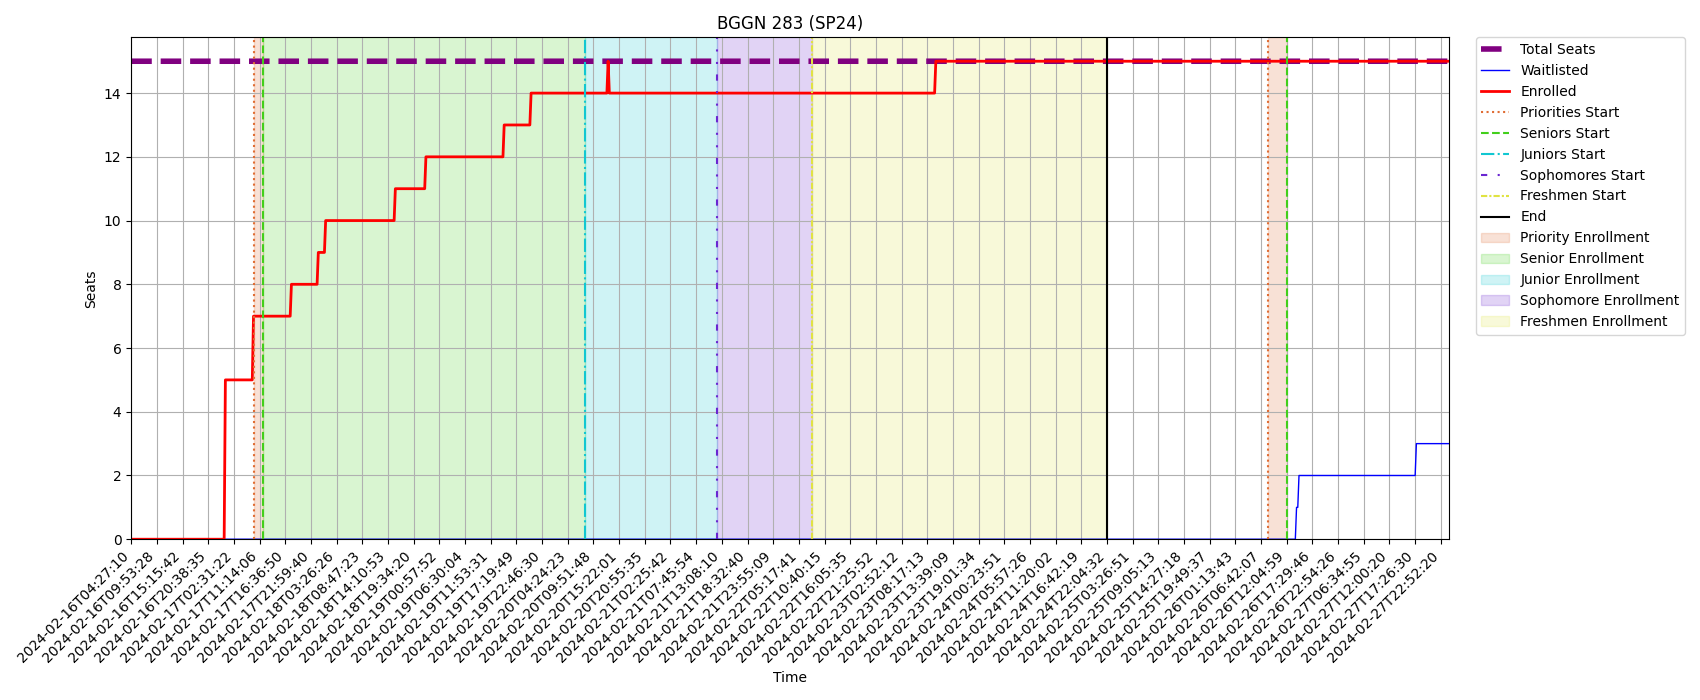 BGGN 283 (SP24)
Total Seats
Waitlisted
Enrolled
Priorities Start
Seniors Start
Juniors Start
Sophomores Start
Freshmen Start
End
Priority Enrollment
Senior Enrollment
Junior Enrollment
Sophomore Enrollment
Freshmen Enrollment
Seats
14
12
10
8
6
4
2
0
2024-02-16T04:27:10
2024-02-16T09:53:28
2024-02-16T15:15:42
2024-02-16T20:38:35
2024-02-17T02:31:22
2024-02-17T11:14:06
2024-02-17T16:36:50
2024-02-17T21:59:40
2024-02-18T03:26:26
2024-02-18T08:47:23
2024-02-18T14:10:53
2024-02-18T19:34:20
2024-02-19T00:57:52
2024-02-19T06:30:04
2024-02-19T11:53:31
2024-02-19T17:19:49
2024-02-19T22:46:30
2024-02-20T04:24:23
2024-02-20T09:51:48
2024-02-20T15:22:01
2024-02-20T20:55:35
2024-02-21T02:25:42
2024-02-21T07:45:54
2024-02-21T13:08:10
2024-02-21T18:32:40
2024-02-21T23:55:09
2024-02-22T05:17:41
2024-02-22T10:40:15
2024-02-22T16:05:35
2024-02-22T21:25:52
2024-02-23T02:52:12
2024-02-23T08:17:13
2024-02-23T13:39:09
2024-02-23T19:01:34
2024-02-24T00:23:51
2024-02-24T05:57:26
2024-02-24T11:20:02
2024-02-24T16:42:19
2024-02-24T22:04:32
2024-02-25T03:26:51
2024-02-25T09:05:13
2024-02-25T14:27:18
2024-02-25T19:49:37
2024-02-26T01:13:43
2024-02-26T06:42:07
2024-02-26T12:04:59
2024-02-26T17:29:46
2024-02-26T22:54:26
2024-02-27T06:34:55
2024-02-27T12:00:20
2024-02-27T17:26:30
2024-02-27T22:52:20
Time